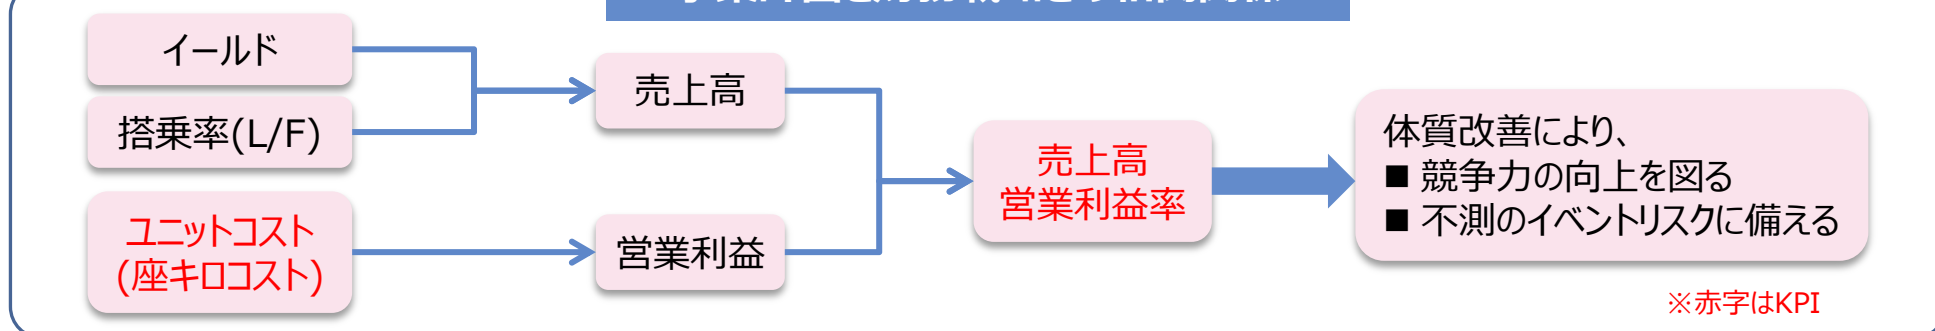 イールド
搭乗率(L/F)
ユニットコスト
(座キロコスト)
売上高
営業利益
売上高
営業利益率
体質改善により、
■ 競争力の向上を図る
■ 不測のイベントリスクに備える
※赤字はKPI